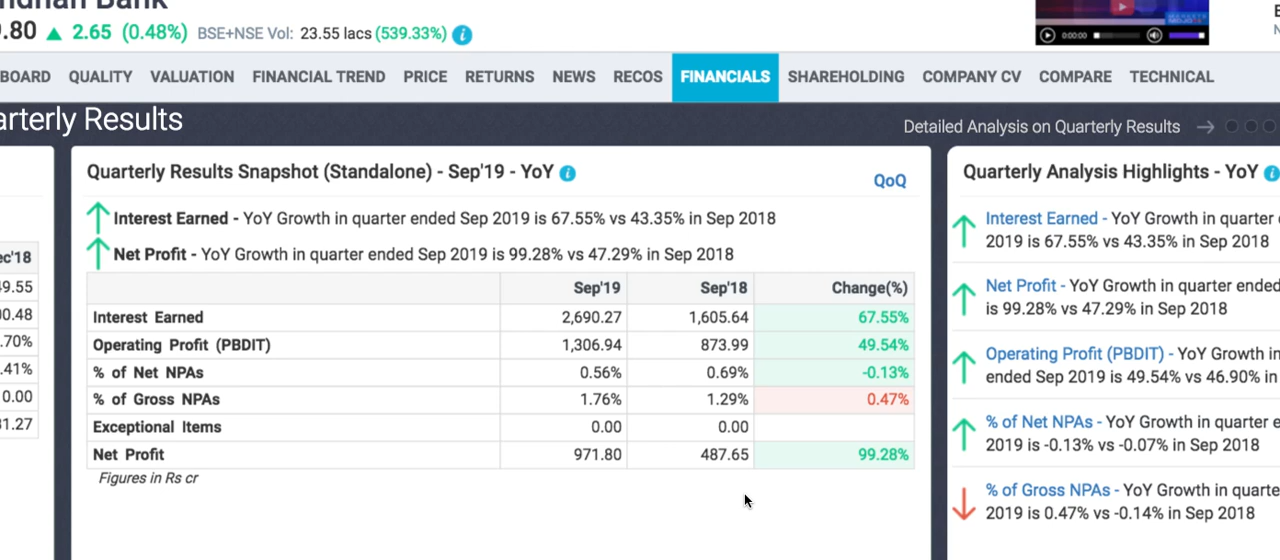 Bank
.80 ▲ 2.65 (0.48%) BSE+NSE Vol: 23.55 lacs (539.33%) i
0:00:00
BOARD QUALITY VALUATION FINANCIAL TREND PRICE RETURNS NEWS RECOS FINANCIALS SHAREHOLDING COMPANY CV COMPARE TECHNICAL
arterly Results
Detailed Analysis on Quarterly Results →
ec'18
9.55
00.48
.70%
.41%
0.00
31.27
Quarterly Results Snapshot (Standalone) - Sep'19 - YoY i
QoQ
Interest Earned - YoY Growth in quarter ended Sep 2019 is 67.55% vs 43.35% in Sep 2018
Net Profit - YoY Growth in quarter ended Sep 2019 is 99.28% vs 47.29% in Sep 2018
Sep'19 Sep'18 Change(%)
Interest Earned 2,690.27 1,605.64 67.55%
Operating Profit (PBDIT) 1,306.94 873.99 49.54%
% of Net NPAs 0.56% 0.69% -0.13%
% of Gross NPAs 1.76% 1.29% 0.47%
Exceptional Items 0.00 0.00
Net Profit 971.80 487.65 99.28%
Figures in Rs cr
Quarterly Analysis Highlights - YoY i
Interest Earned - YoY Growth in quarter
2019 is 67.55% vs 43.35% in Sep 2018
Net Profit - YoY Growth in quarter ended
is 99.28% vs 47.29% in Sep 2018
Operating Profit (PBDIT) - YoY Growth in
ended Sep 2019 is 49.54% vs 46.90% in
% of Net NPAs - YoY Growth in quarter e
2019 is -0.13% vs -0.07% in Sep 2018
% of Gross NPAs - YoY Growth in quarte
2019 is 0.47% vs -0.14% in Sep 2018